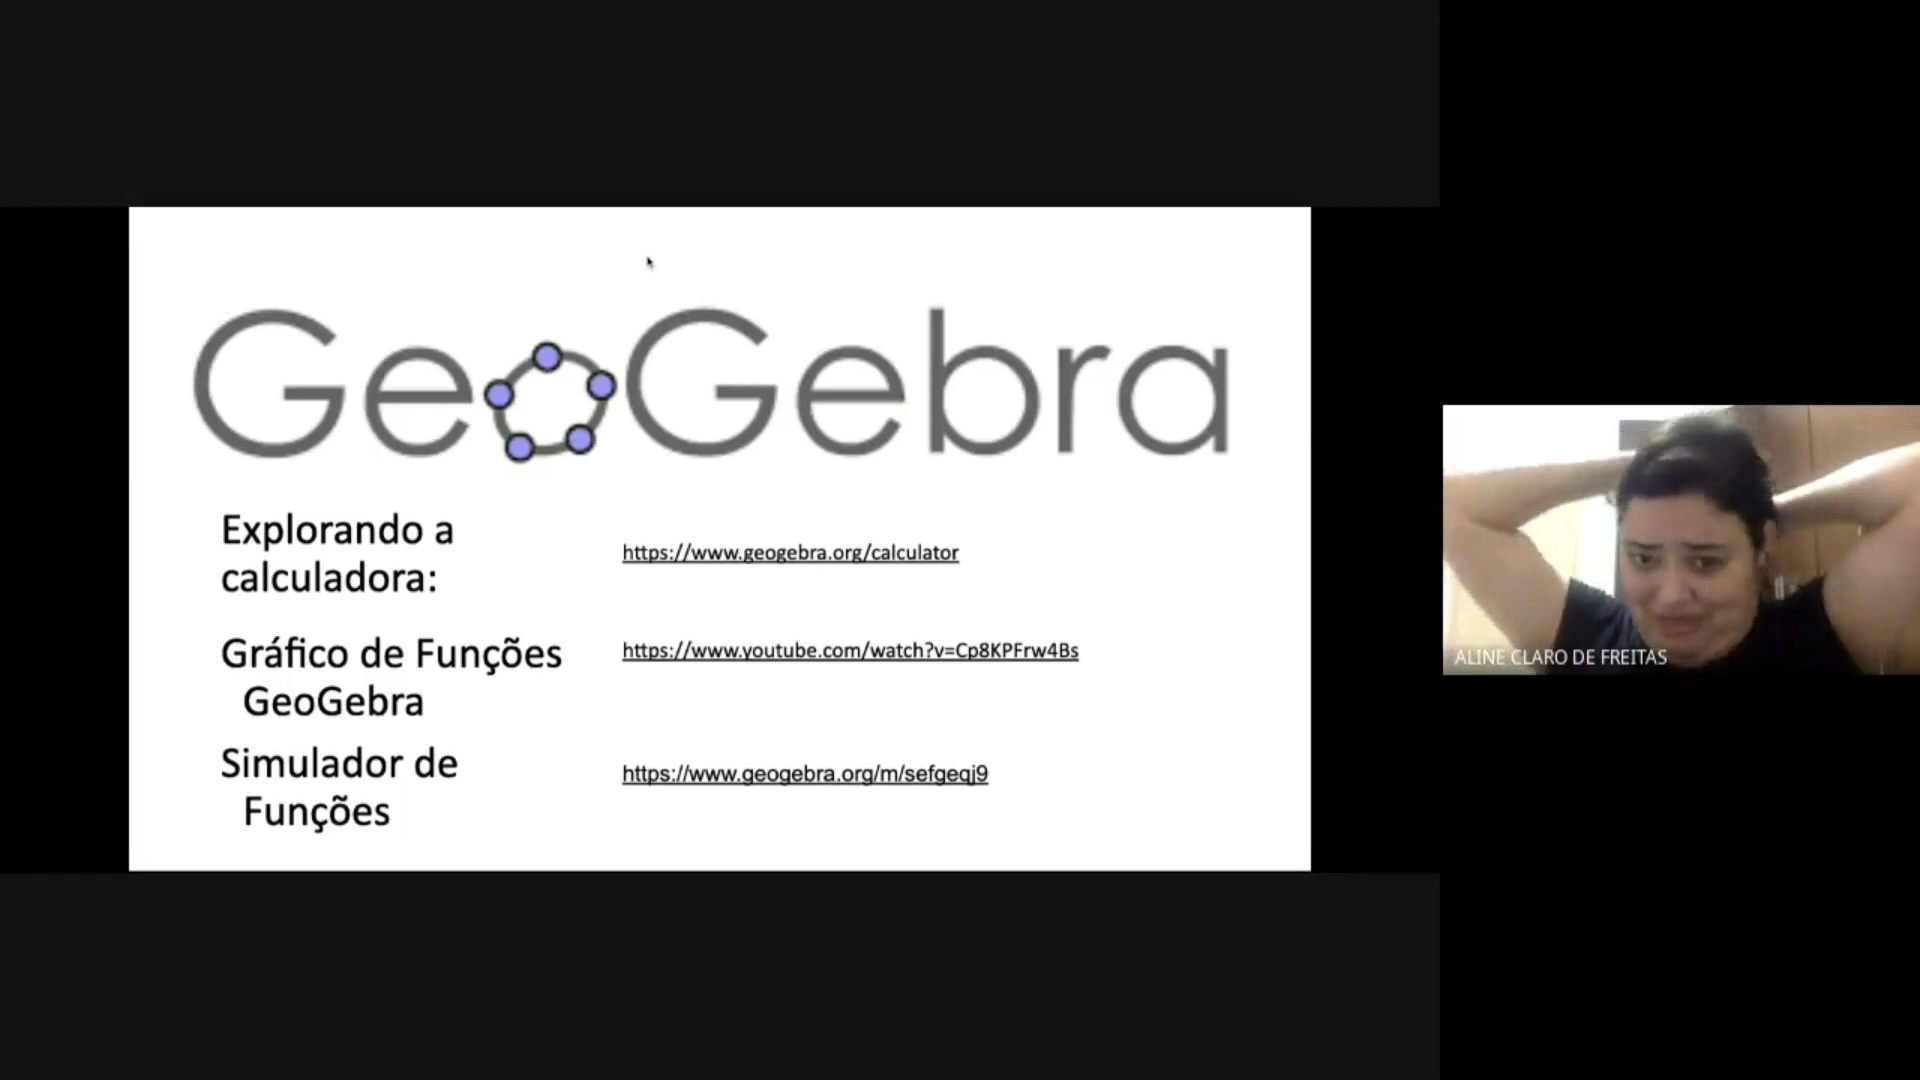 GeoGebra
Explorando a
calculadora:
https://www.geogebra.org/calculator
Gráfico de Funções
GeoGebra
https://www.youtube.com/watch?v=Cp8KPFrw4Bs
Simulador de
Funções
https://www.geogebra.org/m/sefgeqj9
ALINE CLARO DE FREITAS